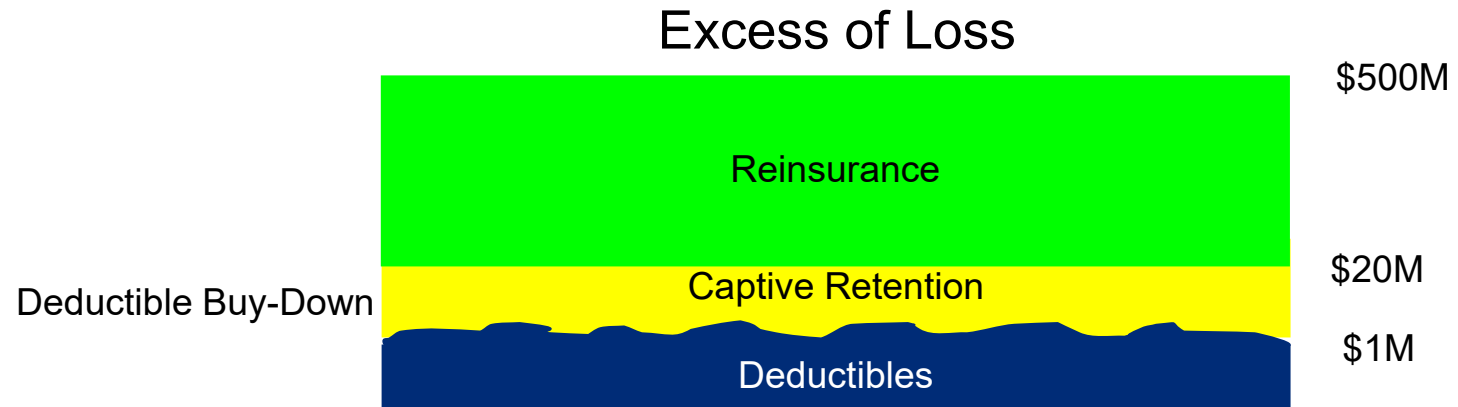 Excess of Loss
$500M
Reinsurance
$20M
Captive Retention
Deductible Buy-Down
$1M
Deductibles